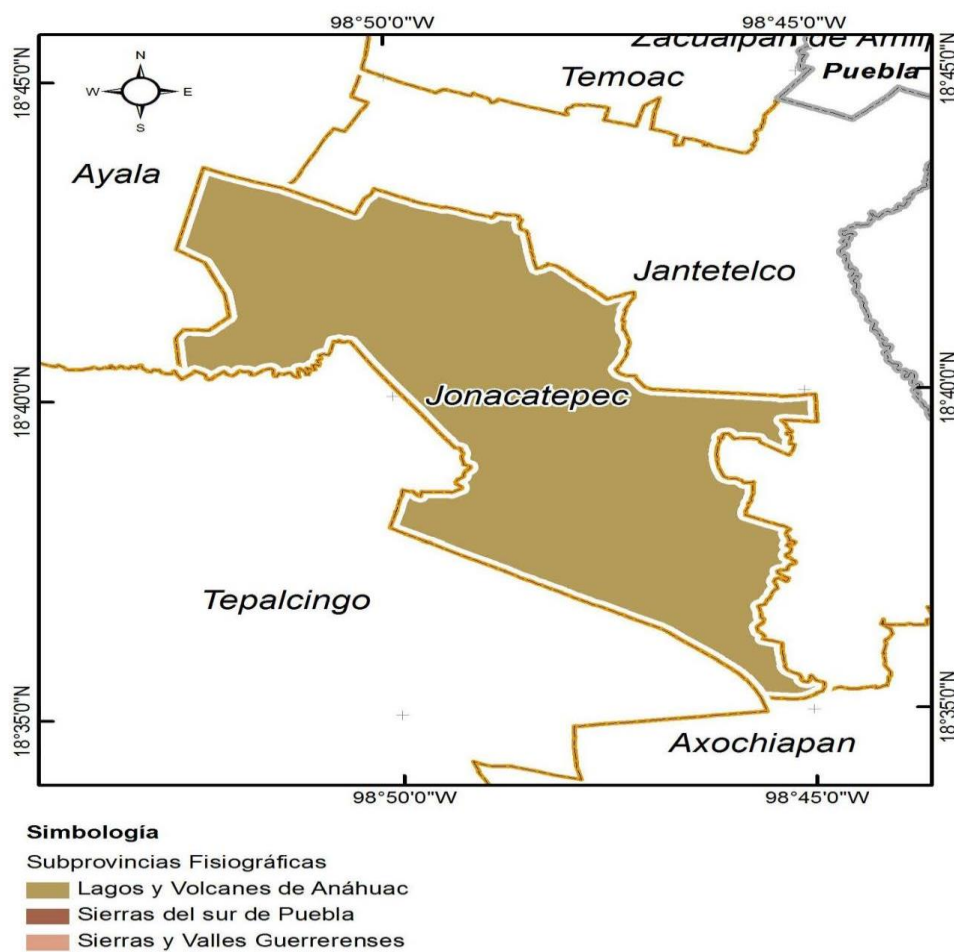 98°50'0"W 98°45'0"W
Zacualpan de Amilp
Temoac
Puebla
18°45'0"N 18°45'0"N
N
W E
S
Ayala
Jantetelco
Jonacatepec
18°40'0"N 18°40'0"N
Tepalcingo
18°35'0"N 18°35'0"N
Axochiapan
98°50'0"W 98°45'0"W
Simbología
Subprovincias Fisiográficas
Lagos y Volcanes de Anáhuac
Sierras del sur de Puebla
Sierras y Valles Guerrerenses